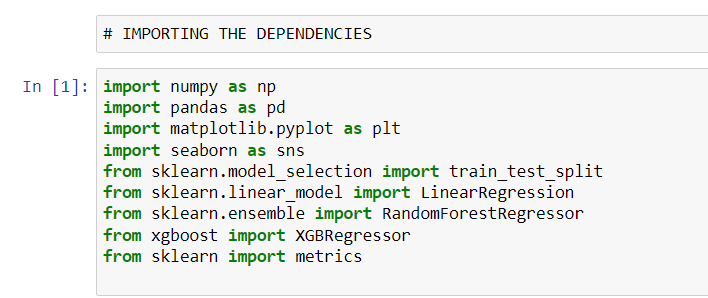 # IMPORTING THE DEPENDENCIES
In [1]: import numpy as np
import pandas as pd
import matplotlib.pyplot as plt
import seaborn as sns
from sklearn.model_selection import train_test_split
from sklearn.linear_model import LinearRegression
from sklearn.ensemble import RandomForestRegressor
from xgboost import XGBRegressor
from sklearn import metrics